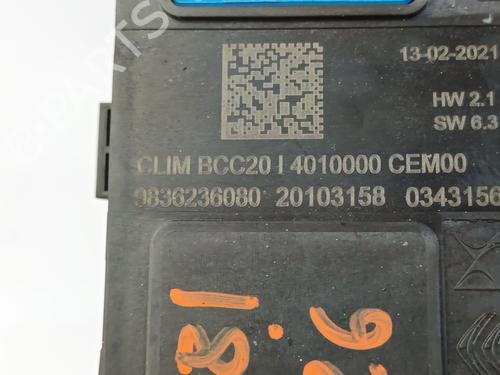 13-02-2021
HW 2.1
SW 6.3
CLIM BCC20 I 4010000 CEM00
9836236080 20103158 0343156